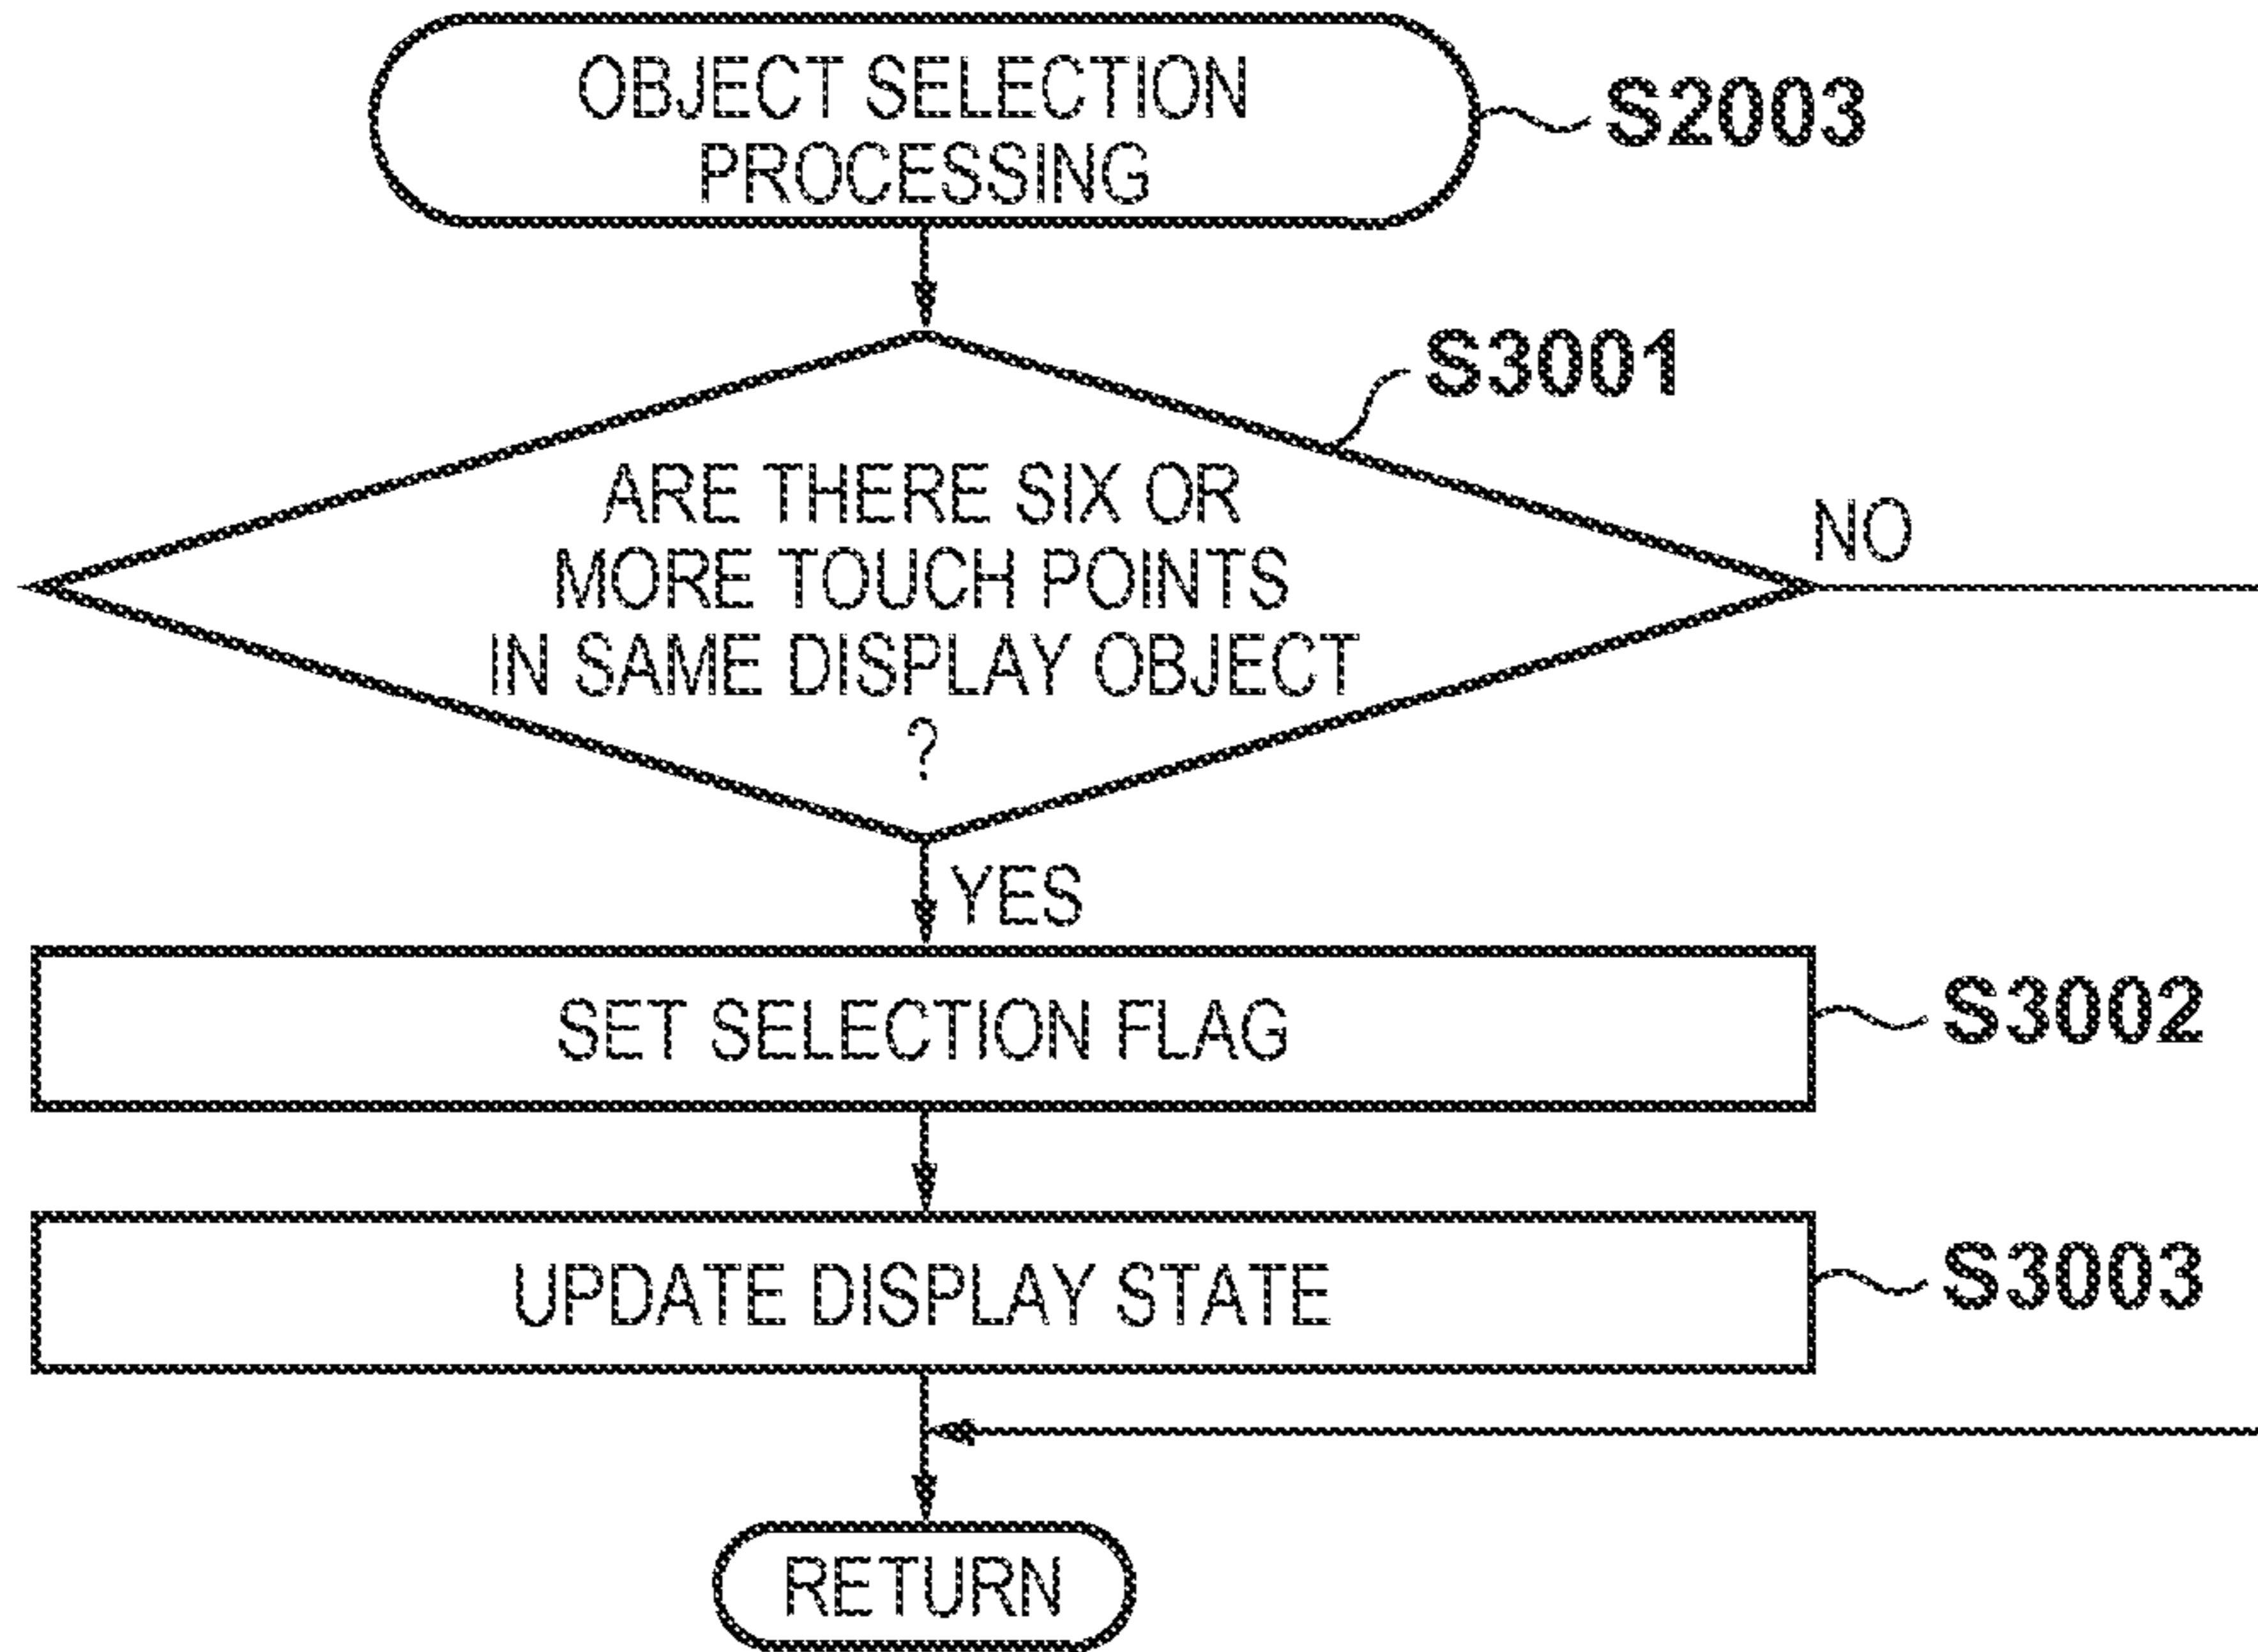 OBJECT SELECTION
PROCESSING
S2003
S3001
ARE THERE SIX OR
MORE TOUCH POINTS
IN SAME DISPLAY OBJECT
?
NO
YES
SET SELECTION FLAG
S3002
UPDATE DISPLAY STATE
S3003
RETURN